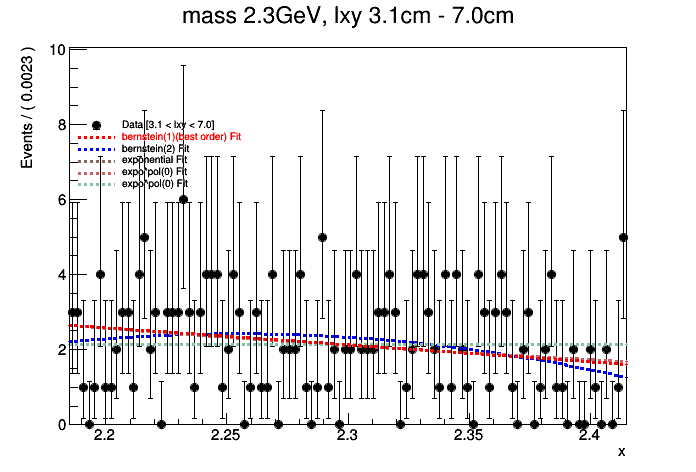 mass 2.3GeV, lxy 3.1cm - 7.0cm
Events / ( 0.0023 )
10
8
6
4
2
0
Data [3.1 < lxy < 7.0]
bernstein(1)(best order) Fit
bernstein(2) Fit
exponential Fit
expo*pol(0) Fit
expo*pol(0) Fit
2.2 2.25 2.3 2.35 2.4
x